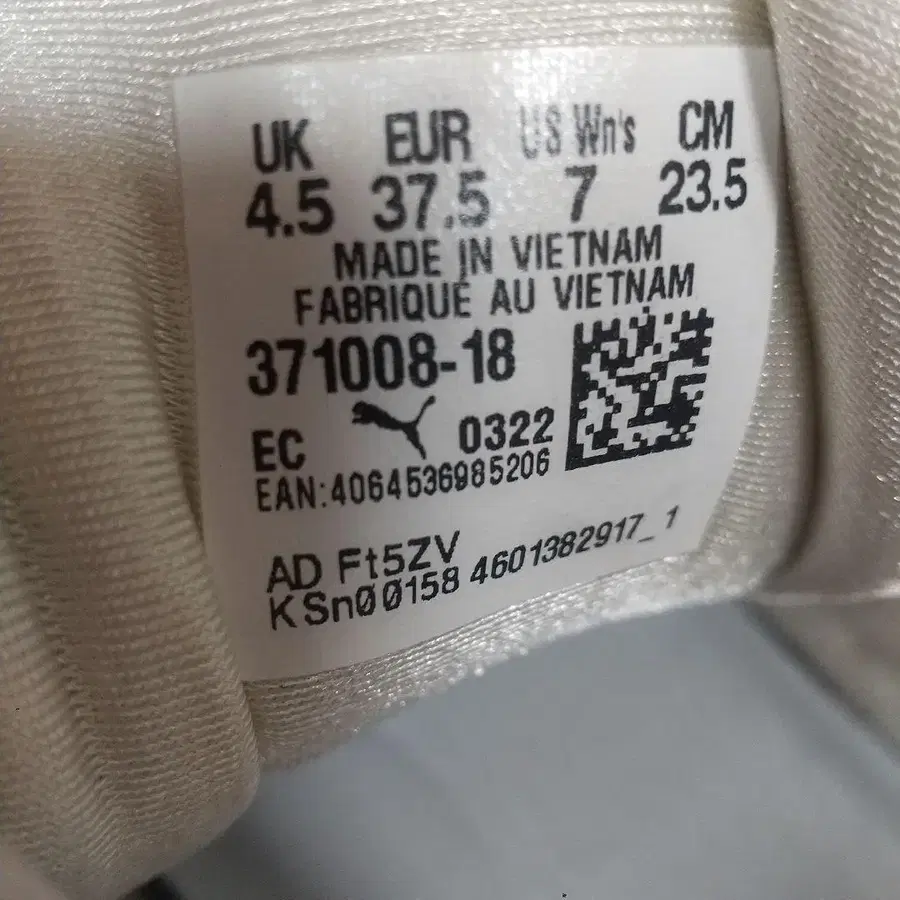 UK EUR US Wn's CM
4.5 37.5 7 23.5
MADE IN VIETNAM
FABRIQUÉ AU VIETNAM
371008-18
EC 0322
EAN:4064536985206
AD Ft5ZV
KSn00158 4601382917_1